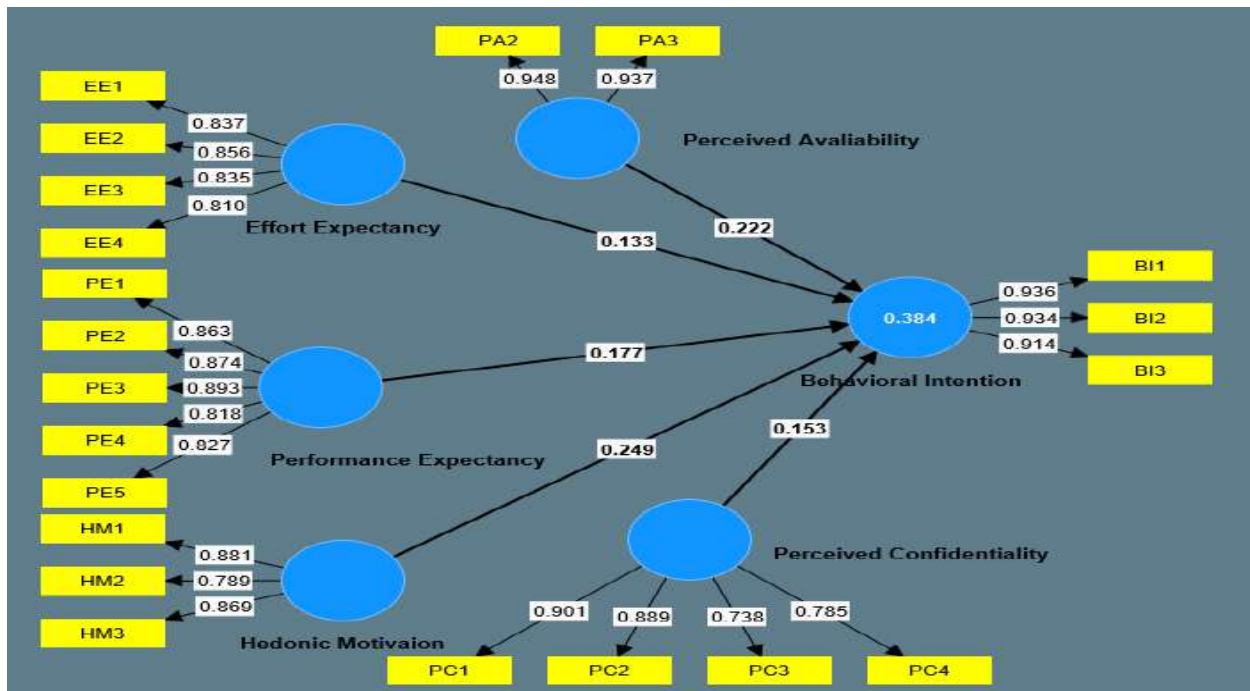 PA2
PA3
0.948
0.937
Perceived Avaliability
EE1
EE2
EE3
EE4
0.837
0.856
0.835
0.810
Effort Expectancy
0.133
0.222
PE1
PE2
PE3
PE4
PE5
0.863
0.874
0.893
0.818
0.827
Performance Expectancy
0.177
HM1
HM2
HM3
0.881
0.789
0.869
Hedonic Motivaion
0.249
0.384
Behavioral Intention
0.936
0.934
0.914
BI1
BI2
BI3
0.153
Perceived Confidentiality
0.901
0.889
0.738
0.785
PC1
PC2
PC3
PC4